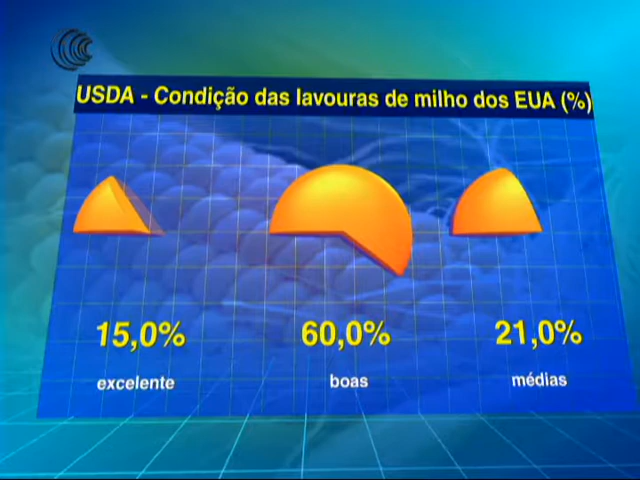 USDA - Condição das lavouras de milho dos EUA (%)
15,0% 60,0% 21,0%
excelente boas médias